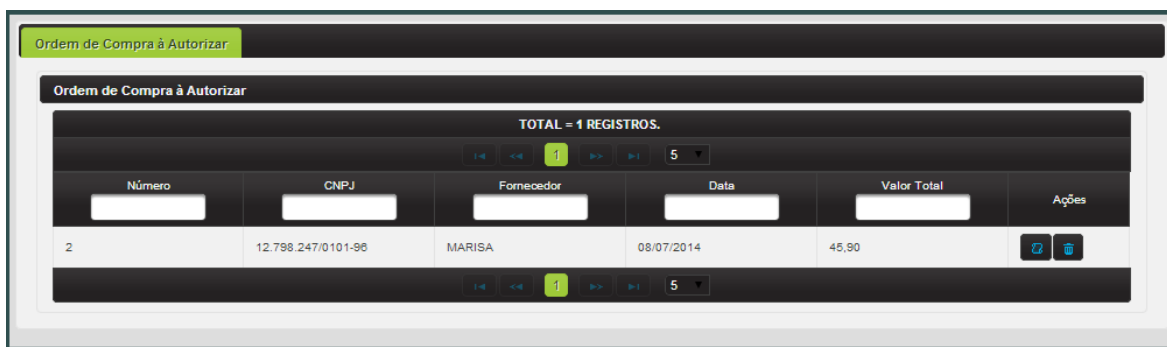 Ordem de Compra à Autorizar
Ordem de Compra à Autorizar
TOTAL = 1 REGISTROS.
1 5
Número CNPJ Fornecedor Data Valor Total Ações
2 12.798.247/0101-96 MARISA 08/07/2014 45,90
1 5